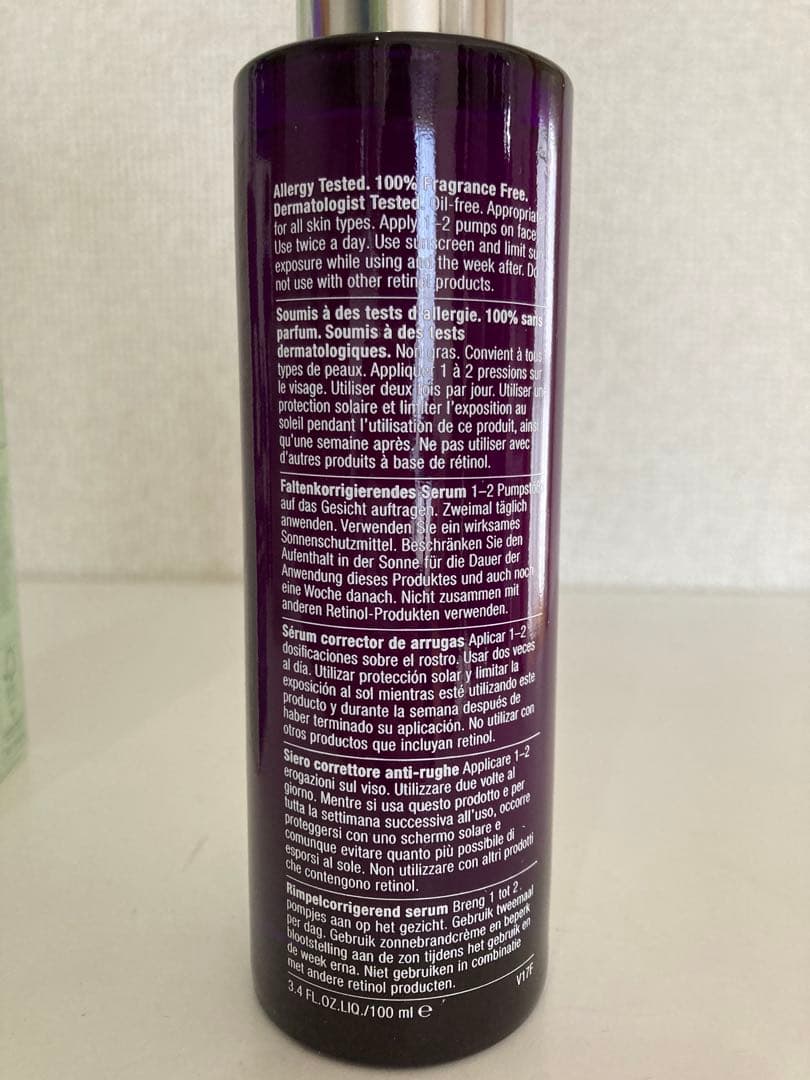 Allergy Tested. 100% Fragrance Free.
Dermatologist Tested. Oil-free. Appropria
for all skin types. Apply 1–2 pumps on face
Use twice a day. Use sunscreen and limit su
exposure while using and the week after. Do
not use with other retinol products.
Soumis à des tests d'allergie. 100% sans
parfum. Soumis à des tests
dermatologiques. Non gras. Convient à tous
types de peaux. Appliquer 1 à 2 pressions sur
le visage. Utiliser deux fois par jour. Utiliser une
protection solaire et limiter l'exposition au
soleil pendant l'utilisation de ce produit, ainsi
qu'une semaine après. Ne pas utiliser avec
d'autres produits à base de rétinol.
Faltenkorrigierendes Serum 1–2 Pumpstöße
auf das Gesicht auftragen. Zweimal täglich
anwenden. Verwenden Sie ein wirksames
Sonnenschutzmittel. Beschränken Sie den
Aufenthalt in der Sonne für die Dauer der
Anwendung dieses Produktes und auch noch
eine Woche danach. Nicht zusammen mit
anderen Retinol-Produkten verwenden.
Sérum corrector de arrugas Aplicar 1–2
dosificaciones sobre el rostro. Usar dos veces
al día. Utilizar protección solar y limitar la
exposición al sol mientras esté utilizando este
producto y durante la semana después de
haber terminado su aplicación. No utilizar con
otros productos que incluyan retinol.
Siero correttore anti-rughe Applicare 1–2
erogazioni sul viso. Utilizzare due volte al
giorno. Mentre si usa questo prodotto e per
tutta la settimana successiva all'uso, occorre
proteggersi con uno schermo solare e
comunque evitare quanto più possibile di
esporsi al sole. Non utilizzare con altri prodotti
che contengono retinol.
Rimpelcorrigerend serum Breng 1 tot 2
pompjes aan op het gezicht. Gebruik tweemaal
per dag. Gebruik zonnebrandcrème en beperk
blootstelling aan de zon tijdens het gebruik en
de week erna. Niet gebruiken in combinatie
met andere retinol producten.
V17F
3.4 FL.OZ.LIQ./100 ml ℮